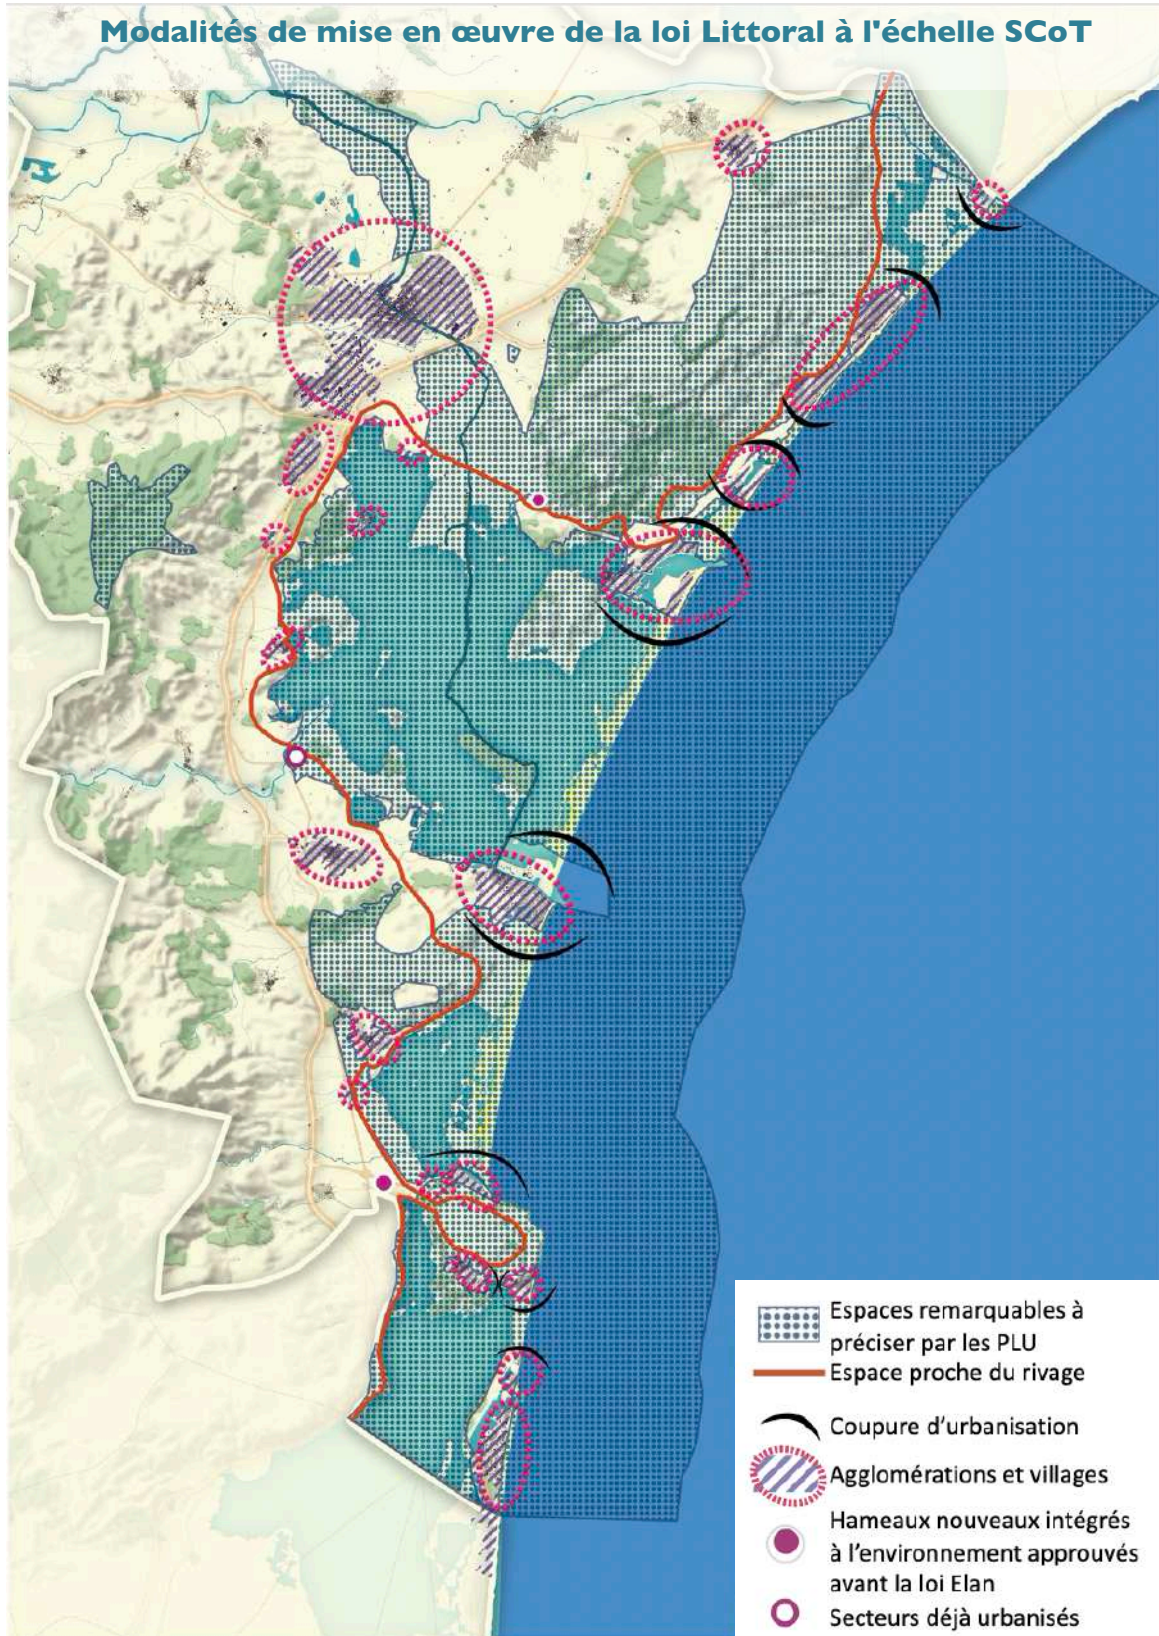 Modalités de mise en œuvre de la loi Littoral à l'échelle SCoT
Espaces remarquables à
préciser par les PLU
Espace proche du rivage
Coupure d'urbanisation
Agglomérations et villages
Hameaux nouveaux intégrés
à l'environnement approuvés
avant la loi Elan
Secteurs déjà urbanisés